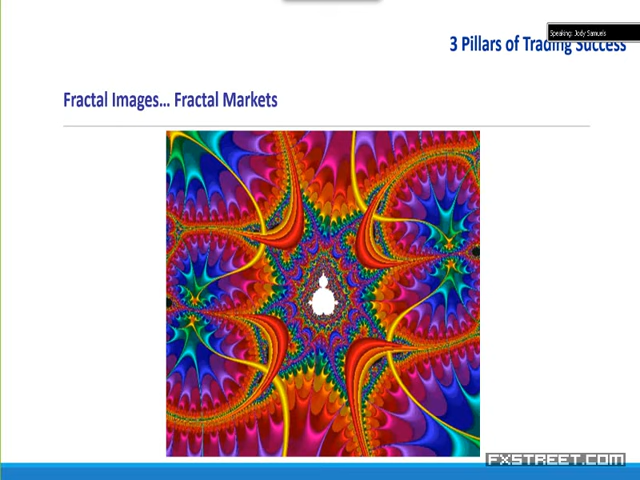 Speaking: Jody Samuels
3 Pillars of Trading Success
Fractal Images... Fractal Markets
FXSTREET.COM